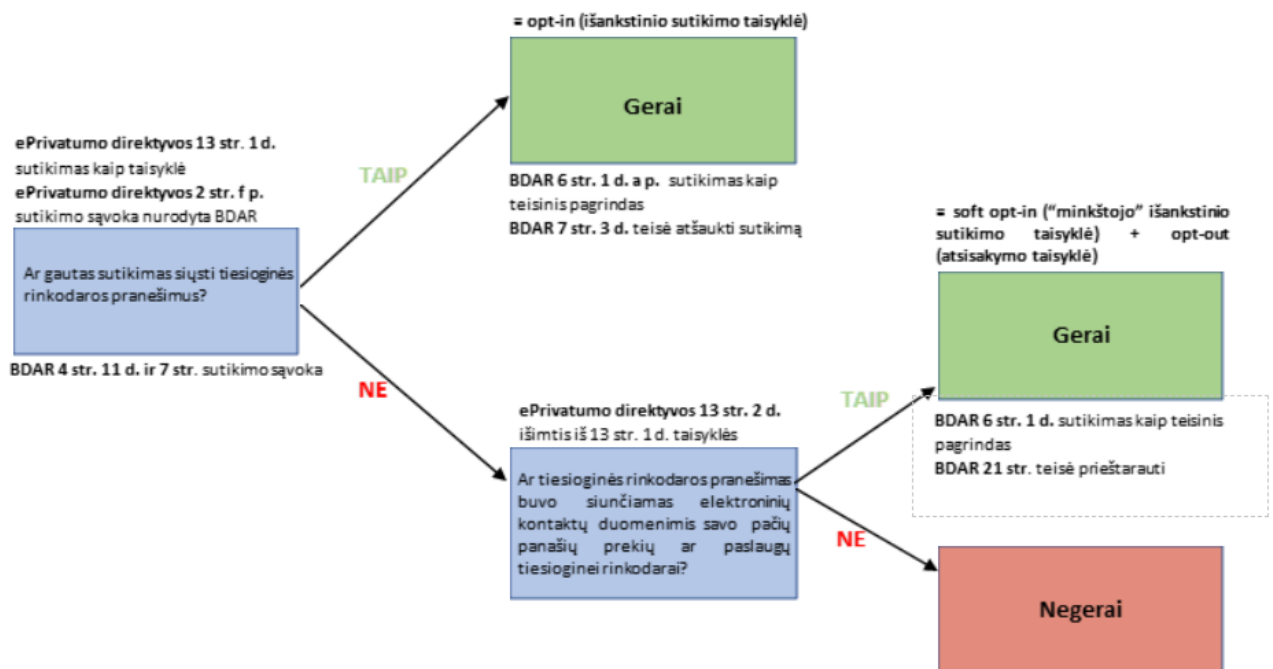 = opt-in (išankstinio sutikimo taisyklė)
Gerai
BDAR 6 str. 1 d. a p. sutikimas kaip
teisinis pagrindas
BDAR 7 str. 3 d. teisė atšaukti sutikimą
ePrivatumo direktyvos 13 str. 1 d.
sutikimas kaip taisyklė
ePrivatumo direktyvos 2 str. f p.
sutikimo sąvoka nurodyta BDAR
Ar gautas sutikimas siųsti tiesioginės
rinkodaros pranešimus?
BDAR 4 str. 11 d. ir 7 str. sutikimo sąvoka
TAIP
NE
ePrivatumo direktyvos 13 str. 2 d.
išimtis iš 13 str. 1 d. taisyklės
Ar tiesioginės rinkodaros pranešimas
buvo siunčiamas elektroninių
kontaktų duomenimis savo pačių
panašių prekių ar paslaugų
tiesioginei rinkodarai?
TAIP
NE
= soft opt-in (“minkštojo” išankstinio
sutikimo taisyklė) + opt-out
(atsisakymo taisyklė)
Gerai
BDAR 6 str. 1 d. sutikimas kaip teisinis
pagrindas
BDAR 21 str. teisė prieštarauti
Negerai